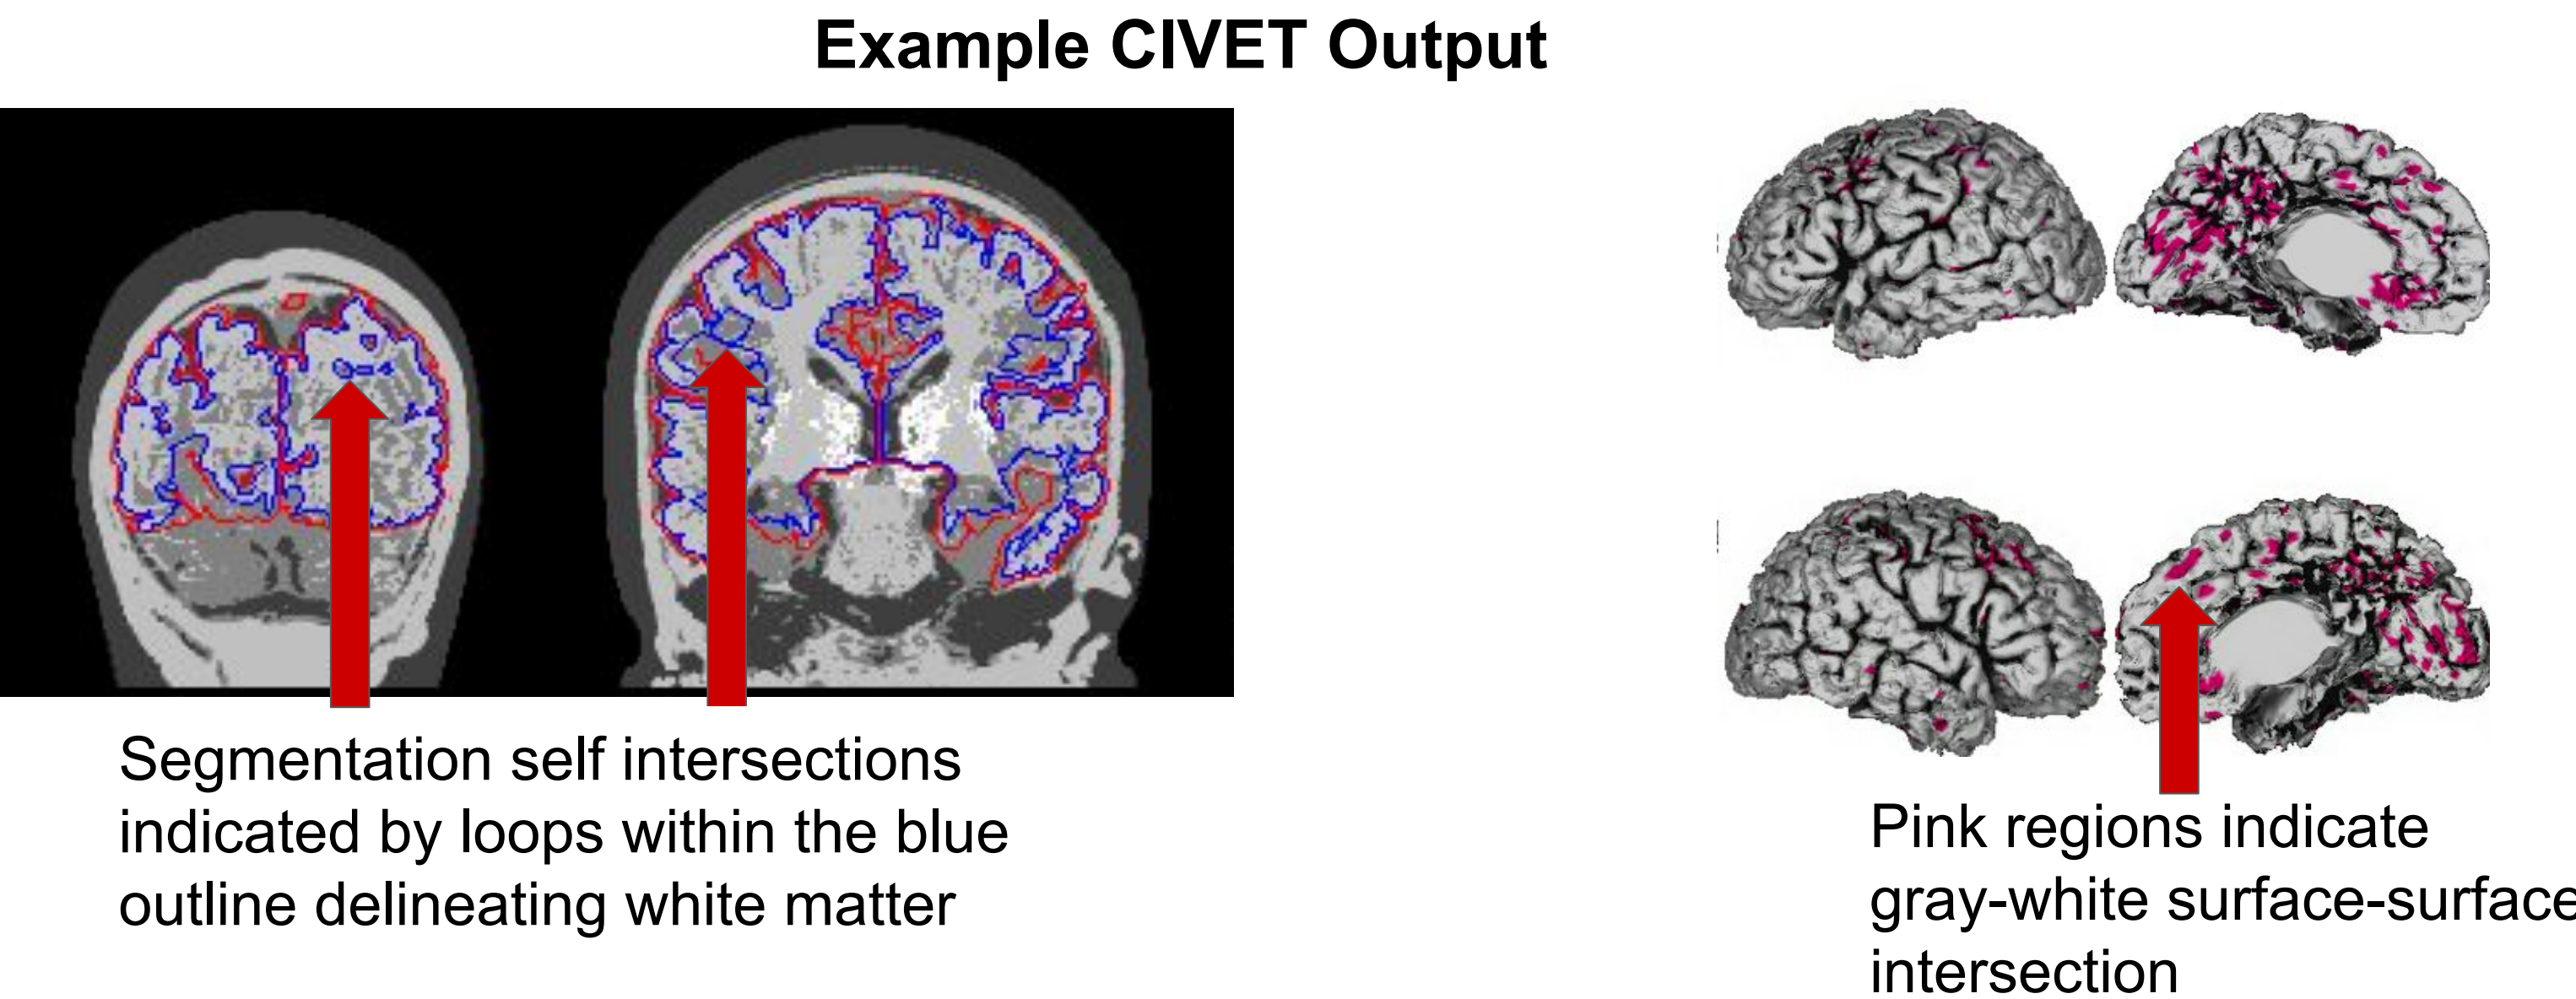 Example CIVET Output
Segmentation self intersections
indicated by loops within the blue
outline delineating white matter
Pink regions indicate
gray-white surface-surface
intersection